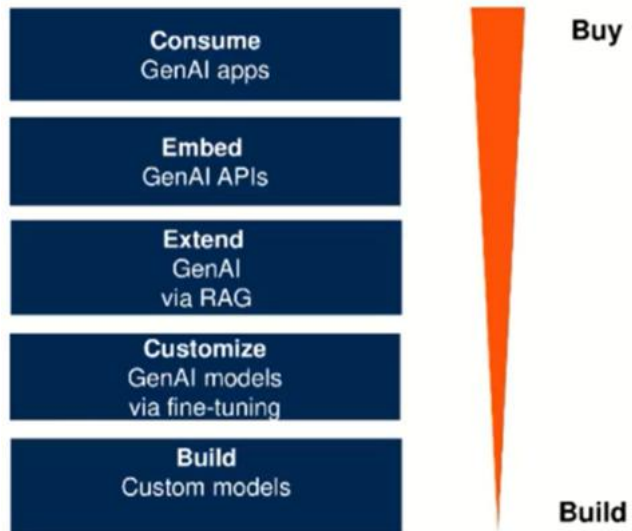 Consume
GenAI apps
Embed
GenAI APIs
Extend
GenAI
via RAG
Customize
GenAI models
via fine-tuning
Build
Custom models
Buy
Build